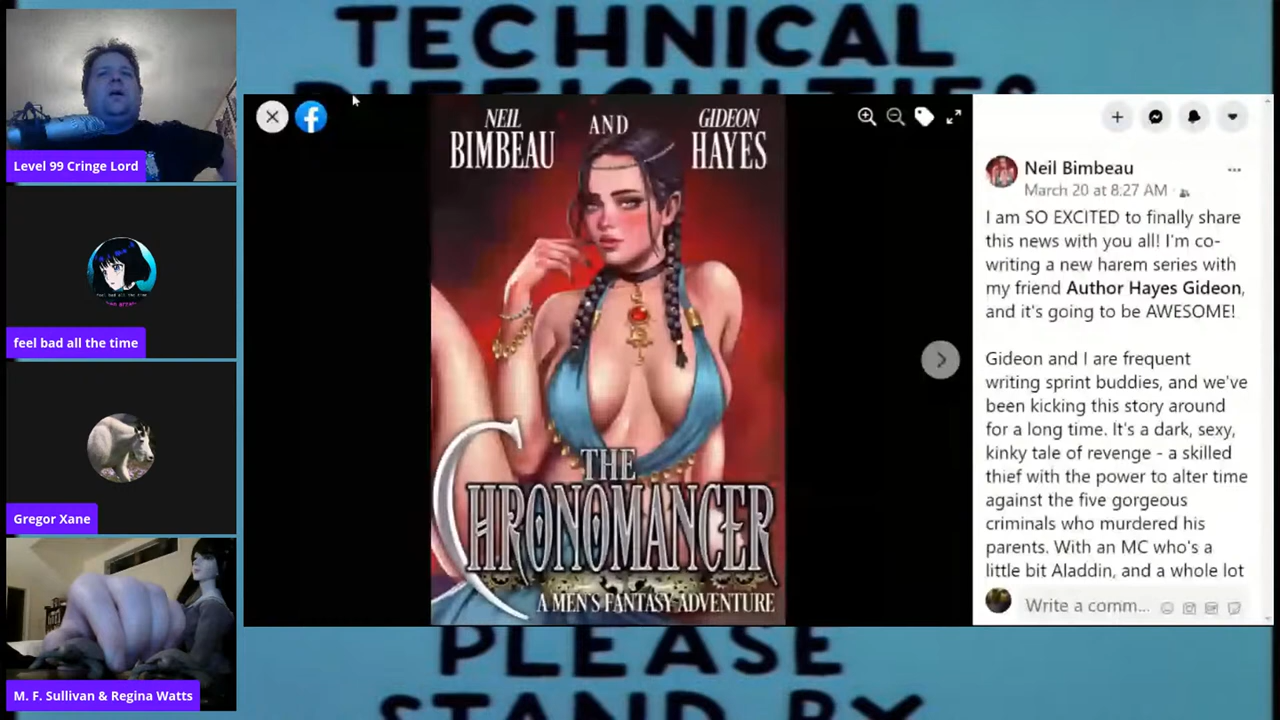 TECHNICAL
DIFFICULTIES
Level 99 Cringe Lord
feel bad all the time
Gregor Xane
M. F. Sullivan & Regina Watts
NEIL
BIMBEAU
AND
GIDEON
HAYES
THE
CHRONOMANCER
A MEN'S FANTASY ADVENTURE
Neil Bimbeau
March 20 at 8:27 AM
I am SO EXCITED to finally share
this news with you all! I'm co-
writing a new harem series with
my friend Author Hayes Gideon,
and it's going to be AWESOME!
Gideon and I are frequent
writing sprint buddies, and we've
been kicking this story around
for a long time. It's a dark, sexy,
kinky tale of revenge - a skilled
thief with the power to alter time
against the five gorgeous
criminals who murdered his
parents. With an MC who's a
little bit Aladdin, and a whole lot
Write a comm...
PLEASE
STAND BY